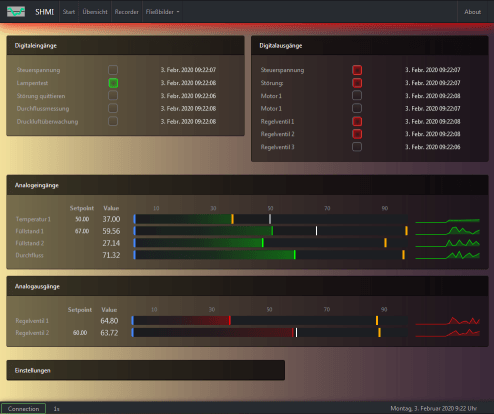 SHMI Start Übersicht Recorder Fließbilder About
Digitaleingänge
Steuerspannung 3. Febr. 2020 09:22:07
Lampentest 3. Febr. 2020 09:22:08
Störung quittieren 3. Febr. 2020 09:22:06
Durchflussmessung 3. Febr. 2020 09:22:08
Druckluftüberwachung 3. Febr. 2020 09:22:08
Digitalausgänge
Steuerspannung 3. Febr. 2020 09:22:07
Störung 3. Febr. 2020 09:22:07
Motor 1 3. Febr. 2020 09:22:08
Motor 1 3. Febr. 2020 09:22:07
Regelventil 1 3. Febr. 2020 09:22:08
Regelventil 2 3. Febr. 2020 09:22:08
Regelventil 3 3. Febr. 2020 09:22:06
Analogeingänge
Setpoint Value 10 30 50 70 90
Temperatur 1 50.00 37.00
Füllstand 1 67.00 59.56
Füllstand 2 27.14
Durchfluss 71.32
Analogausgänge
Setpoint Value 10 30 50 70 90
Regelventil 1 64.80
Regelventil 2 60.00 63.72
Einstellungen
Connection 1s Montag, 3. Februar 2020 9:22 Uhr